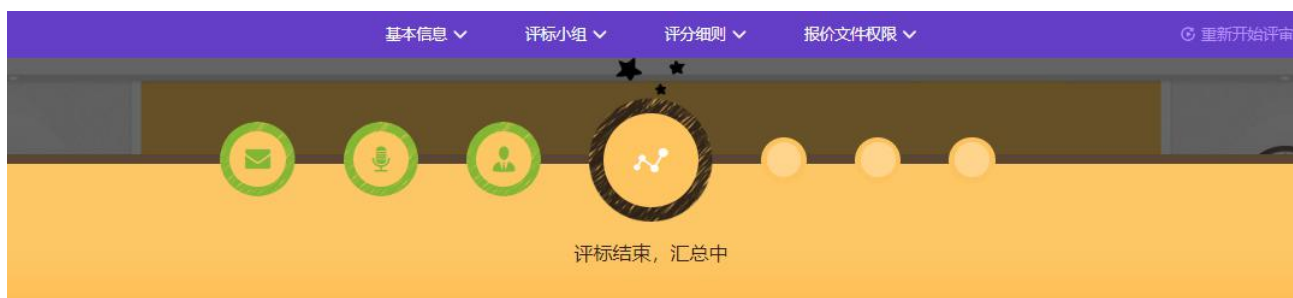 基本信息
评标小组
评分细则
报价文件权限
重新开始评审
评标结束，汇总中